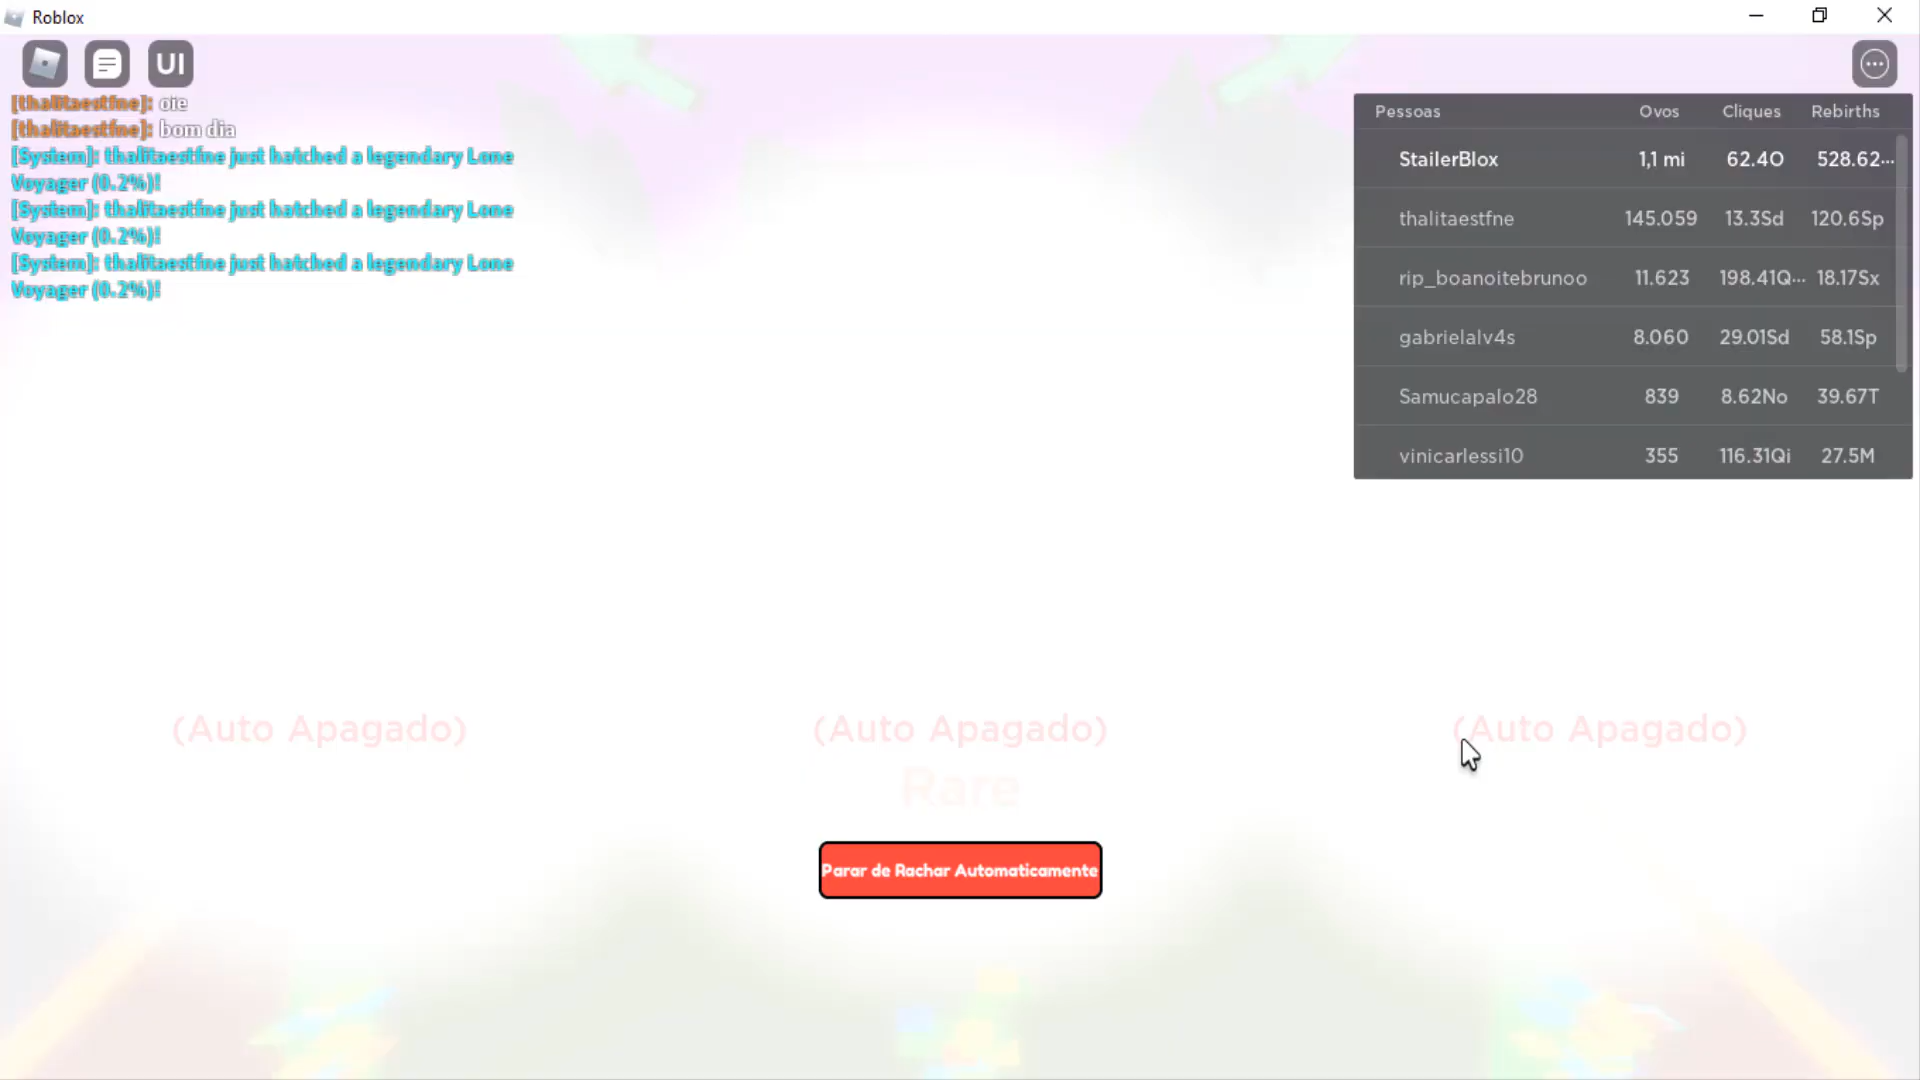 Roblox
UI
[thalitaestfne]: oie
[thalitaestfne]: bom dia
[System]: thalitaestfne just hatched a legendary Lone
Voyager (0.2%)!
[System]: thalitaestfne just hatched a legendary Lone
Voyager (0.2%)!
[System]: thalitaestfne just hatched a legendary Lone
Voyager (0.2%)!
Pessoas Ovos Cliques Rebirths
StailerBlox 1,1 mi 62.4O 528.62...
thalitaestfne 145.059 13.3Sd 120.6Sp
rip_boanoitebrunoo 11.623 198.41Q... 18.17Sx
gabrielalv4s 8.060 29.01Sd 58.1Sp
Samucapalo28 839 8.62No 39.67T
vinicarlessi10 355 116.31Qi 27.5M
(Auto Apagado) (Auto Apagado) (Auto Apagado)
Rare
Parar de Rachar Automaticamente